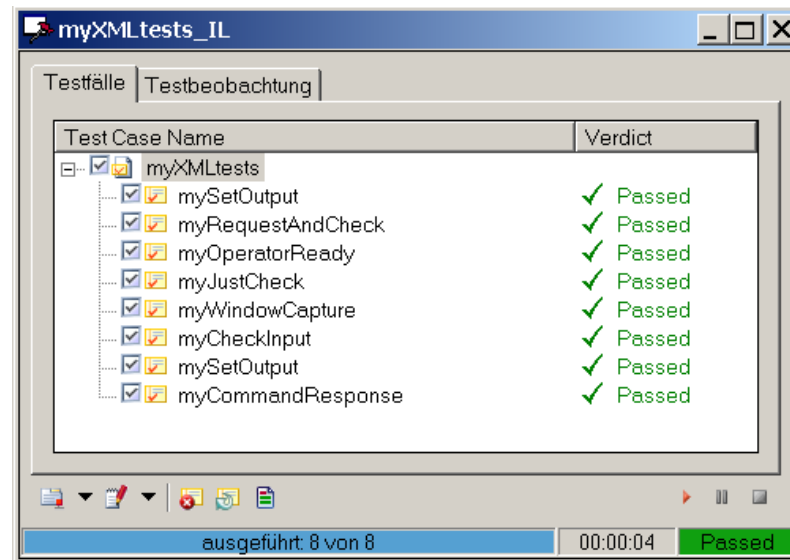 myXMLtests_IL
Testfälle Testbeobachtung
Test Case Name Verdict
myXMLtests
mySetOutput Passed
myRequestAndCheck Passed
myOperatorReady Passed
myJustCheck Passed
myWindowCapture Passed
myCheckInput Passed
mySetOutput Passed
myCommandResponse Passed
ausgeführt: 8 von 8 00:00:04 Passed